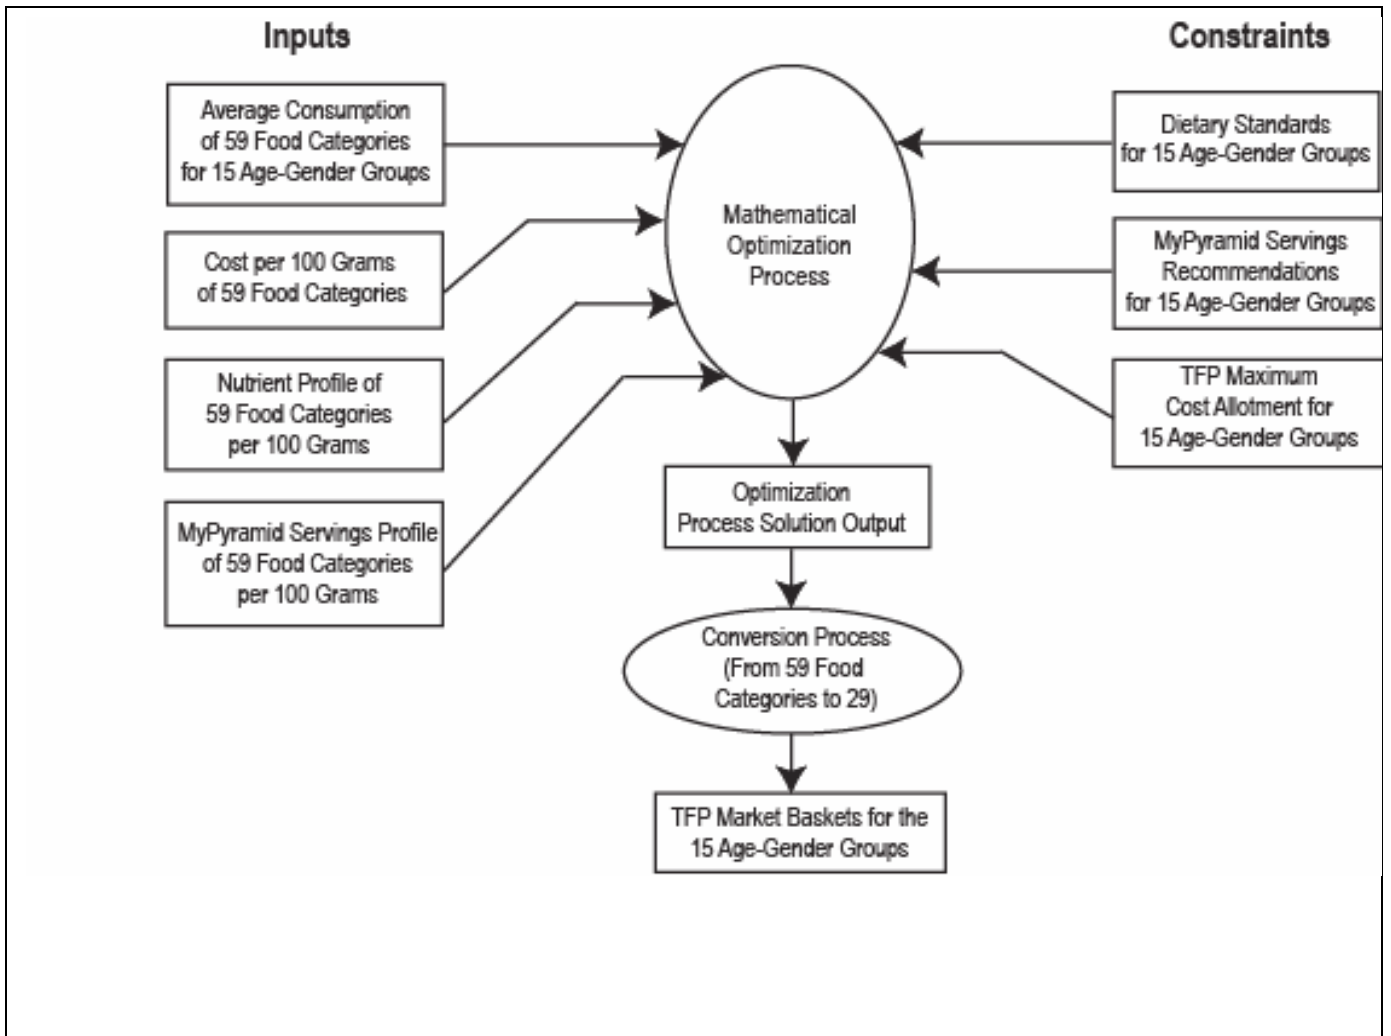 Inputs
Constraints
Average Consumption
of 59 Food Categories
for 15 Age-Gender Groups
Cost per 100 Grams
of 59 Food Categories
Nutrient Profile of
59 Food Categories
per 100 Grams
MyPyramid Servings Profile
of 59 Food Categories
per 100 Grams
Mathematical
Optimization
Process
Dietary Standards
for 15 Age-Gender Groups
MyPyramid Servings
Recommendations
for 15 Age-Gender Groups
TFP Maximum
Cost Allotment for
15 Age-Gender Groups
Optimization
Process Solution Output
Conversion Process
(From 59 Food
Categories to 29)
TFP Market Baskets for the
15 Age-Gender Groups